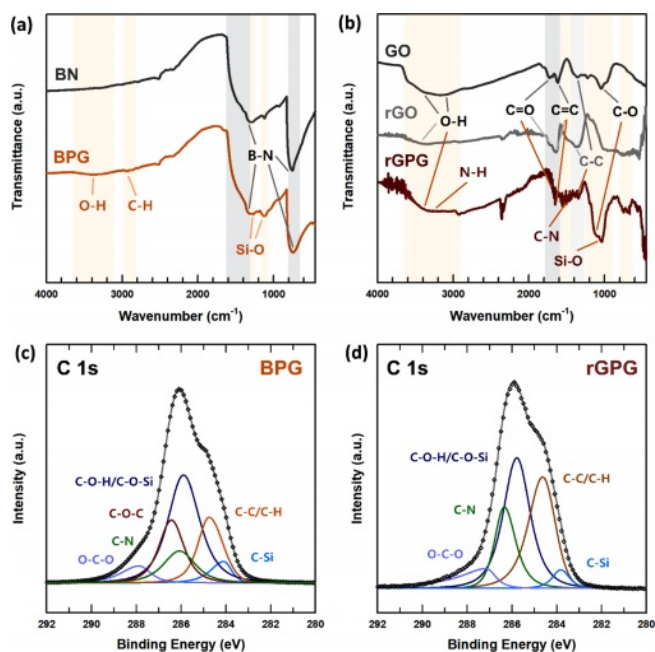 (a)
Transmittance (a.u.)
BN
BPG
B-N
O-H
C-H
Si-O
4000 3000 2000 1000
Wavenumber (cm-1)
(b)
Transmittance (a.u.)
GO
rGO
rGPG
C=O
C=C
C-O
O-H
C-C
N-H
C-N
Si-O
4000 3000 2000 1000
Wavenumber (cm-1)
(c)
C 1s
BPG
Intensity (a.u.)
C-O-H/C-O-Si
C-O-C
C-C/C-H
C-N
O-C-O
C-Si
292 290 288 286 284 282 280
Binding Energy (eV)
(d)
C 1s
rGPG
Intensity (a.u.)
C-O-H/C-O-Si
C-C/C-H
C-N
O-C-O
C-Si
292 290 288 286 284 282 280
Binding Energy (eV)